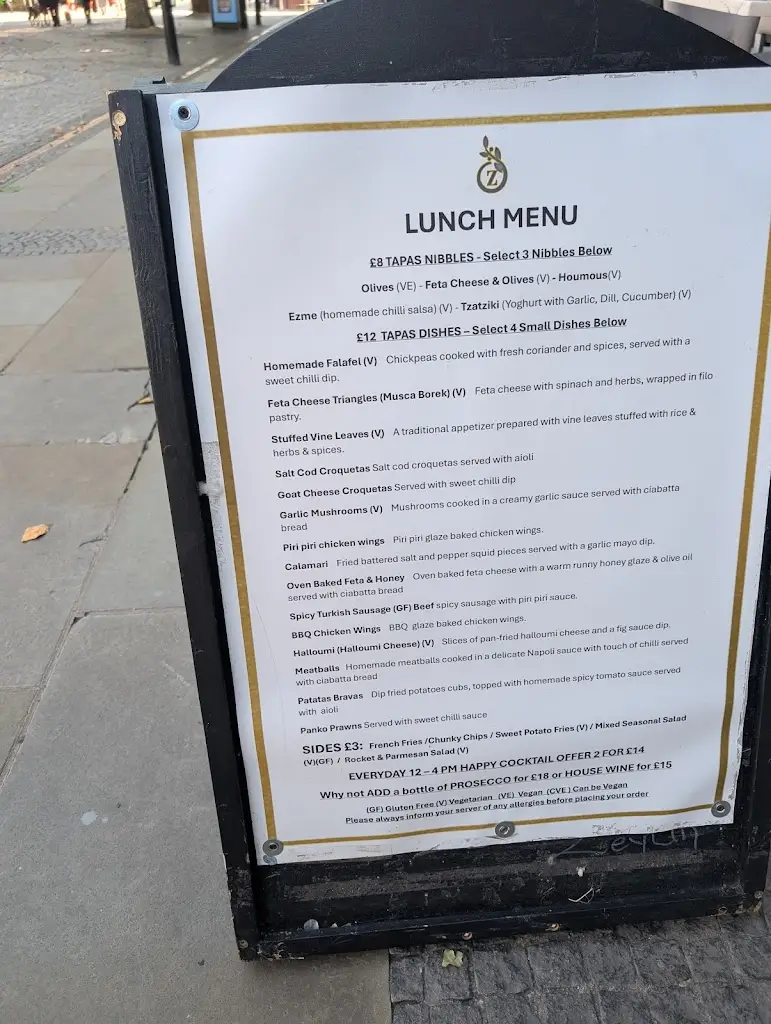 Z
LUNCH MENU
£8 TAPAS NIBBLES - Select 3 Nibbles Below
Olives (VE) - Feta Cheese & Olives (V) - Houmous(V)
Ezme (homemade chilli salsa) (V) - Tzatziki (Yoghurt with Garlic, Dill, Cucumber) (V)
£12 TAPAS DISHES – Select 4 Small Dishes Below
Homemade Falafel (V) Chickpeas cooked with fresh coriander and spices, served with a
sweet chilli dip.
Feta Cheese Triangles (Musca Borek) (V) Feta cheese with spinach and herbs, wrapped in filo
pastry.
Stuffed Vine Leaves (V) A traditional appetizer prepared with vine leaves stuffed with rice &
herbs & spices.
Salt Cod Croquetas Salt cod croquetas served with aioli
Goat Cheese Croquetas Served with sweet chilli dip
Garlic Mushrooms (V) Mushrooms cooked in a creamy garlic sauce served with ciabatta
bread
Piri piri chicken wings Piri piri glaze baked chicken wings.
Calamari Fried battered salt and pepper squid pieces served with a garlic mayo dip.
Oven Baked Feta & Honey Oven baked feta cheese with a warm runny honey glaze & olive oil
served with ciabatta bread
Spicy Turkish Sausage (GF) Beef spicy sausage with piri piri sauce.
BBQ Chicken Wings BBQ glaze baked chicken wings.
Halloumi (Halloumi Cheese) (V) Slices of pan-fried halloumi cheese and a fig sauce dip.
Meatballs Homemade meatballs cooked in a delicate Napoli sauce with touch of chilli served
with ciabatta bread
Patatas Bravas Dip fried potatoes cubs, topped with homemade spicy tomato sauce served
with aioli
Panko Prawns Served with sweet chilli sauce
SIDES £3: French Fries /Chunky Chips / Sweet Potato Fries (V) / Mixed Seasonal Salad
(V)(GF) / Rocket & Parmesan Salad (V)
EVERYDAY 12 – 4 PM HAPPY COCKTAIL OFFER 2 FOR £14
Why not ADD a bottle of PROSECCO for £18 or HOUSE WINE for £15
(GF) Gluten Free (V) Vegetarian (VE) Vegan (CVE) Can be Vegan
Please always inform your server of any allergies before placing your order
Zeytin